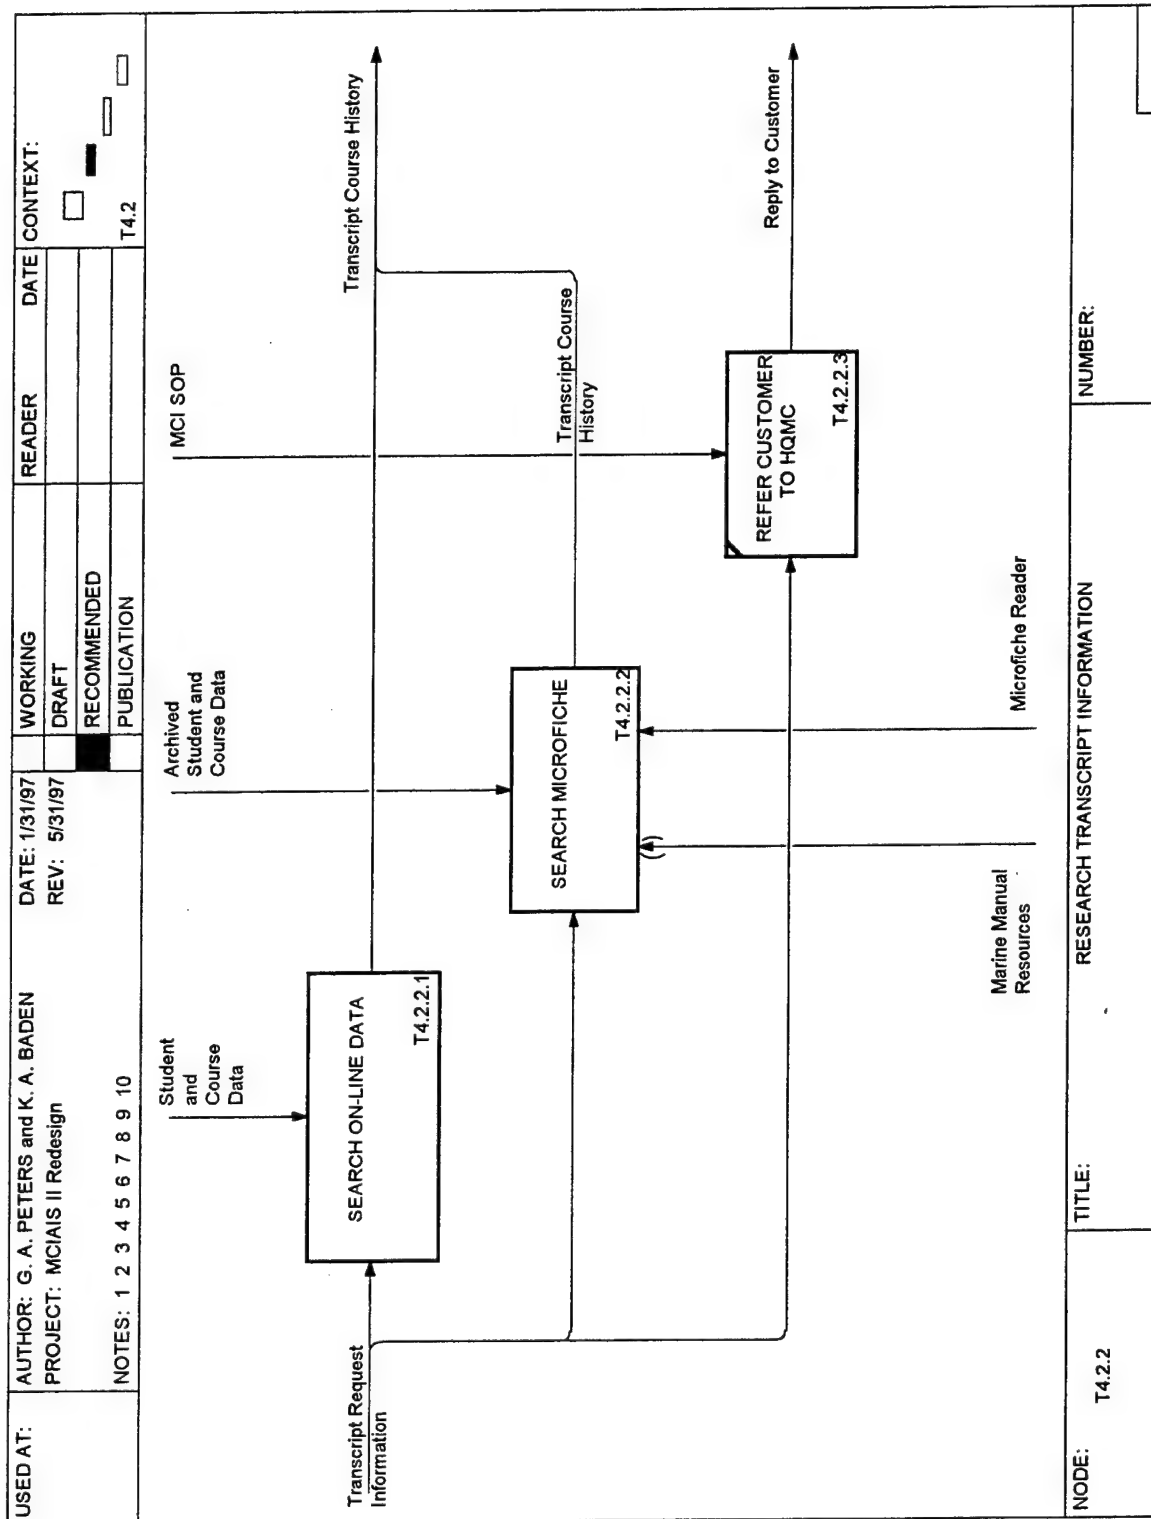 USED AT:
AUTHOR: G. A. PETERS and K. A. BADEN
DATE: 1/31/97
WORKING
READER
DATE
CONTEXT:
PROJECT: MCIAIS II Redesign
REV: 5/31/97
DRAFT
RECOMMENDED
NOTES: 1 2 3 4 5 6 7 8 9 10
PUBLICATION
T4.2
Student
and
Course
Data
Archived
Student and
Course Data
MCI SOP
Transcript Request
Information
SEARCH ON-LINE DATA
T4.2.2.1
Transcript Course History
SEARCH MICROFICHE
T4.2.2.2
Transcript Course
History
REFER CUSTOMER
TO HQMC
T4.2.2.3
Reply to Customer
Marine Manual
Resources
Microfiche Reader
NODE:
T4.2.2
TITLE:
RESEARCH TRANSCRIPT INFORMATION
NUMBER: